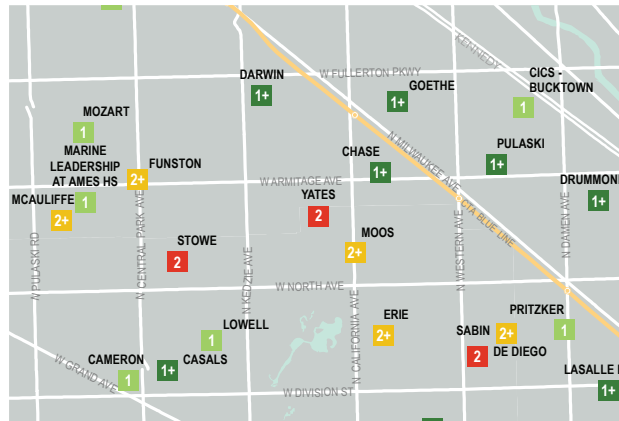 KENNEDY
DARWIN
W FULLERTON PKWY
1+
GOETHE
1+
CICS -
BUCKTOWN
1
MOZART
1
MARINE
LEADERSHIP
AT AMES HS
1
FUNSTON
2+
N MILWAUKEE AVE
CHASE
1+
PULASKI
1+
W ARMITAGE AVE
DRUMMOND
1+
MCAULIFFE
2+
YATES
2
CTA BLUE LINE
N PULASKI RD
N CENTRAL PARK AVE
N KEDZIE AVE
N CALIFORNIA AVE
N WESTERN AVE
N DAMEN AVE
STOWE
2
MOOS
2+
W NORTH AVE
LOWELL
1
ERIE
2+
SABIN
2
2+
DE DIEGO
PRITZKER
1
W GRAND AVE
CAMERON
1
1+
CASALS
W DIVISION ST
LASALLE
1+